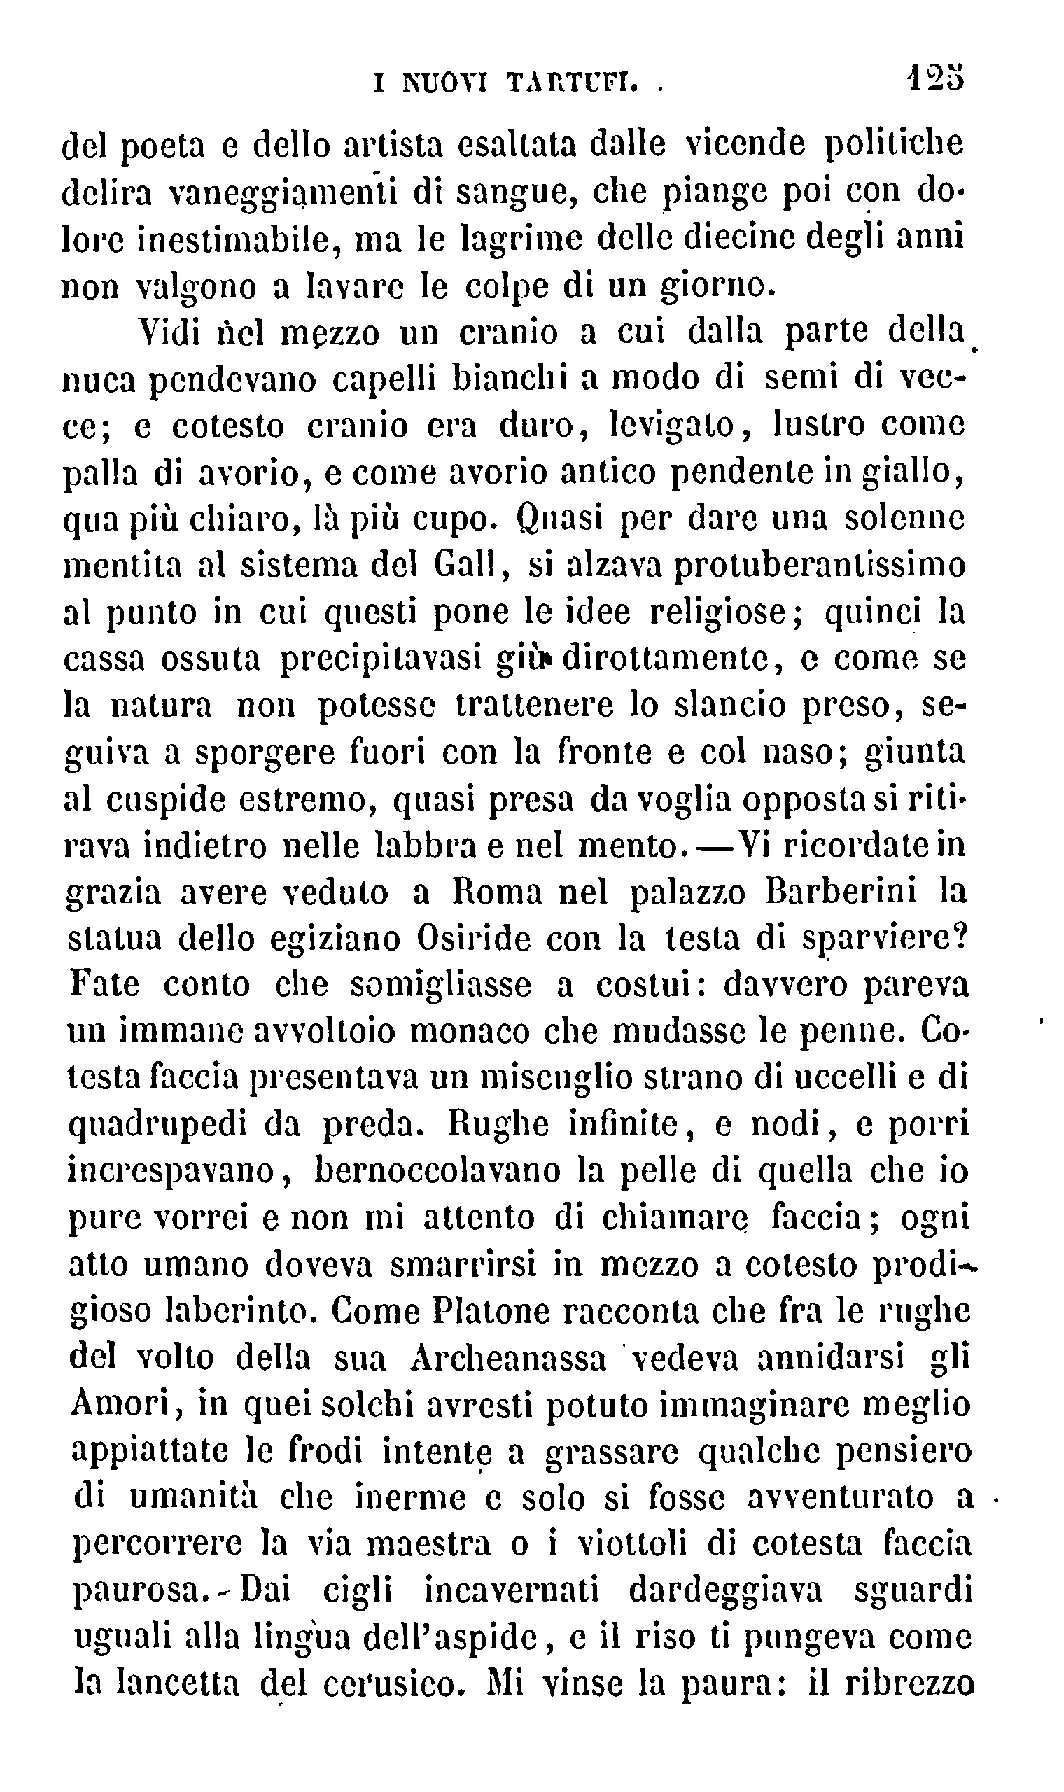 I NUOVI TARTUFI. 125
del poeta e dello artista esaltata dalle vicende politiche
delira vaneggiamenti di sangue, che piange poi con do-
lore inestimabile, ma le lagrime delle diecine degli anni
non valgono a lavare le colpe di un giorno.
Vidi nel mezzo un cranio a cui dalla parte della
nuca pendevano capelli bianchi a modo di semi di vec-
ce; e cotesto cranio era duro, levigato, lustro come
palla di avorio, e come avorio antico pendente in giallo,
qua più chiaro, là più cupo. Quasi per dare una solenne
mentita al sistema del Gall, si alzava protuberantissimo
al punto in cui questi pone le idee religiose; quinci la
cassa ossuta precipitavasi giù dirottamente, e come se
la natura non potesse trattenere lo slancio preso, se-
guiva a sporgere fuori con la fronte e col naso; giunta
al cuspide estremo, quasi presa da voglia opposta si riti-
rava indietro nelle labbra e nel mento.—Vi ricordate in
grazia avere veduto a Roma nel palazzo Barberini la
statua dello egiziano Osiride con la testa di sparviere?
Fate conto che somigliasse a costui: davvero pareva
un immane avvoltoio monaco che mudasse le penne. Co-
testa faccia presentava un miscuglio strano di uccelli e di
quadrupedi da preda. Rughe infinite, e nodi, e porri
increspavano, bernoccolavano la pelle di quella che io
pure vorrei e non mi attento di chiamare faccia; ogni
atto umano doveva smarrirsi in mezzo a cotesto prodi-
gioso laberinto. Come Platone racconta che fra le rughe
del volto della sua Archeanassa vedeva annidarsi gli
Amori, in quei solchi avresti potuto immaginare meglio
appiattate le frodi intente a grassare qualche pensiero
di umanità che inerme e solo si fosse avventurato a
percorrere la via maestra o i viottoli di cotesta faccia
paurosa.-Dai cigli incavernati dardeggiava sguardi
uguali alla lingua dell'aspide, e il riso ti pungeva come
la lancetta del cerusico. Mi vinse la paura: il ribrezzo